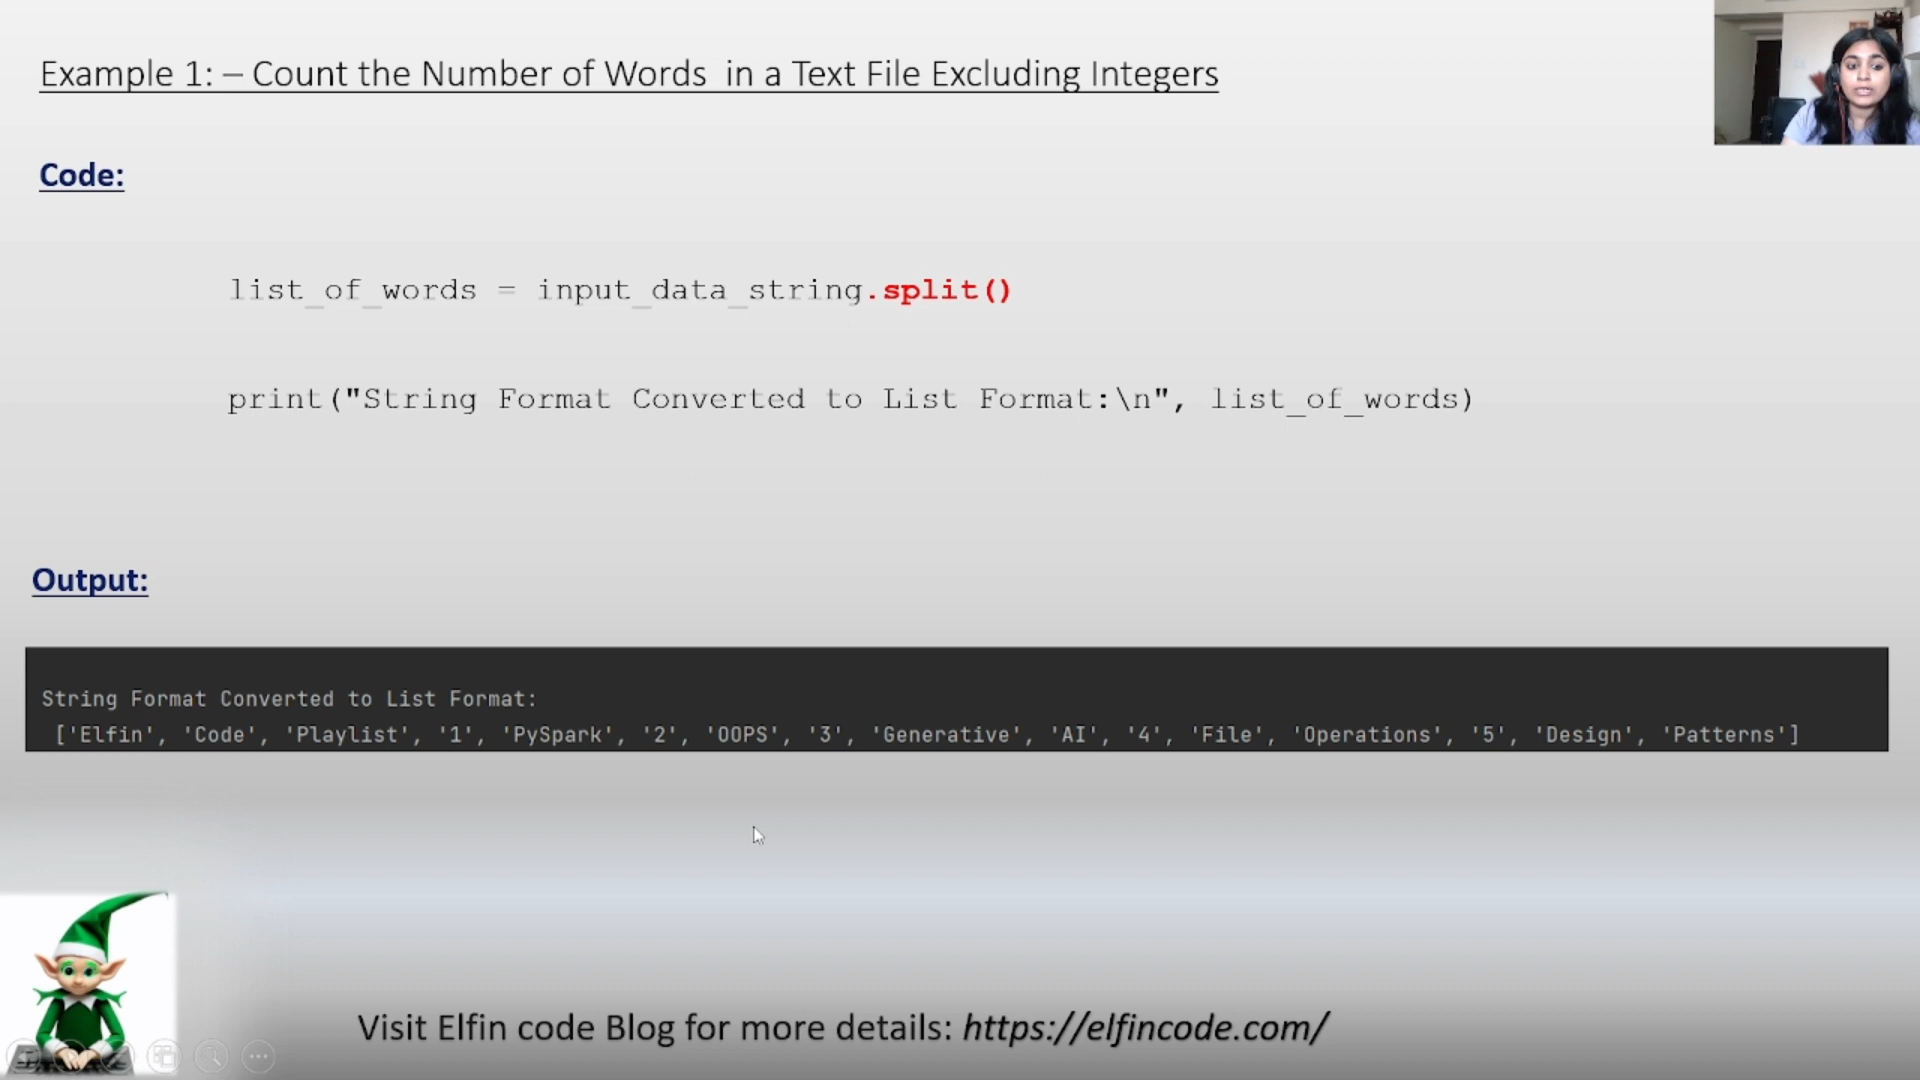 Example 1: – Count the Number of Words in a Text File Excluding Integers
Code:
list_of_words = input_data_string.split()
print("String Format Converted to List Format:\n", list_of_words)
Output:
String Format Converted to List Format:
['Elfin', 'Code', 'Playlist', '1', 'PySpark', '2', 'OOPS', '3', 'Generative', 'AI', '4', 'File', 'Operations', '5', 'Design', 'Patterns']
Visit Elfin code Blog for more details: https://elfincode.com/